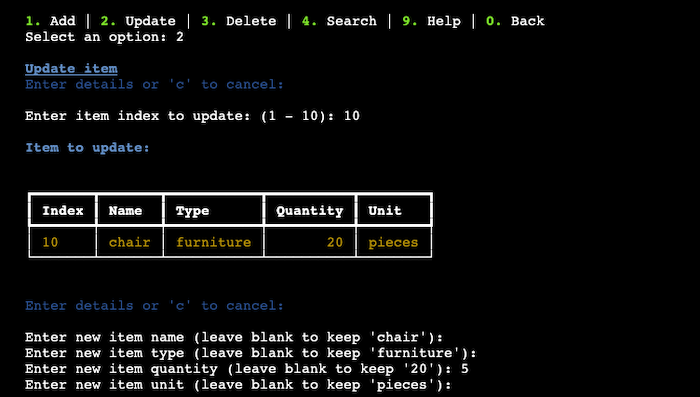 1. Add | 2. Update | 3. Delete | 4. Search | 9. Help | 0. Back
Select an option: 2
Update item
Enter details or 'c' to cancel:
Enter item index to update: (1 - 10): 10
Item to update:
Index Name Type Quantity Unit
10 chair furniture 20 pieces
Enter details or 'c' to cancel:
Enter new item name (leave blank to keep 'chair'):
Enter new item type (leave blank to keep 'furniture'):
Enter new item quantity (leave blank to keep '20'): 5
Enter new item unit (leave blank to keep 'pieces'):